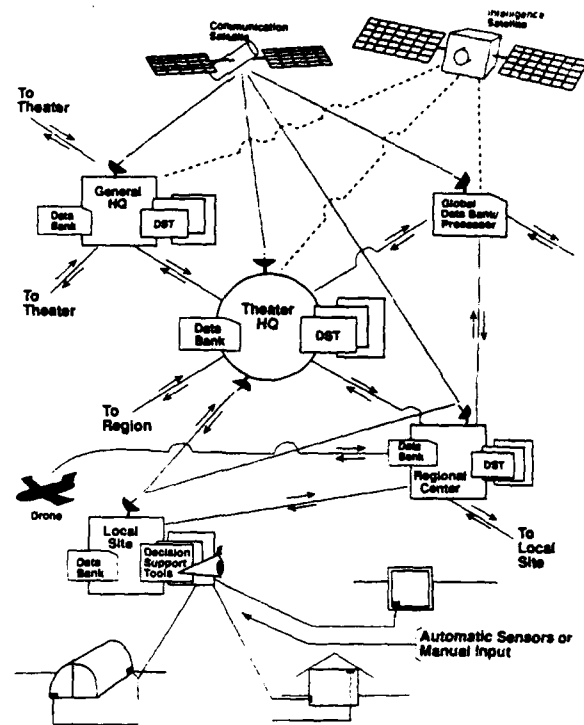 Communication
Satellite
Intelligence
Satellite
To
Theater
General
HQ
Data
Bank
DST
Global
Data Bank/
Processer
To
Theater
Theater
HQ
Data
Bank
DST
To
Region
Data
Bank
DST
Regional
Center
Drone
Local
Site
Data
Bank
Decision
Support
Tools
To
Local
Site
Automatic Sensors or
Manual Input